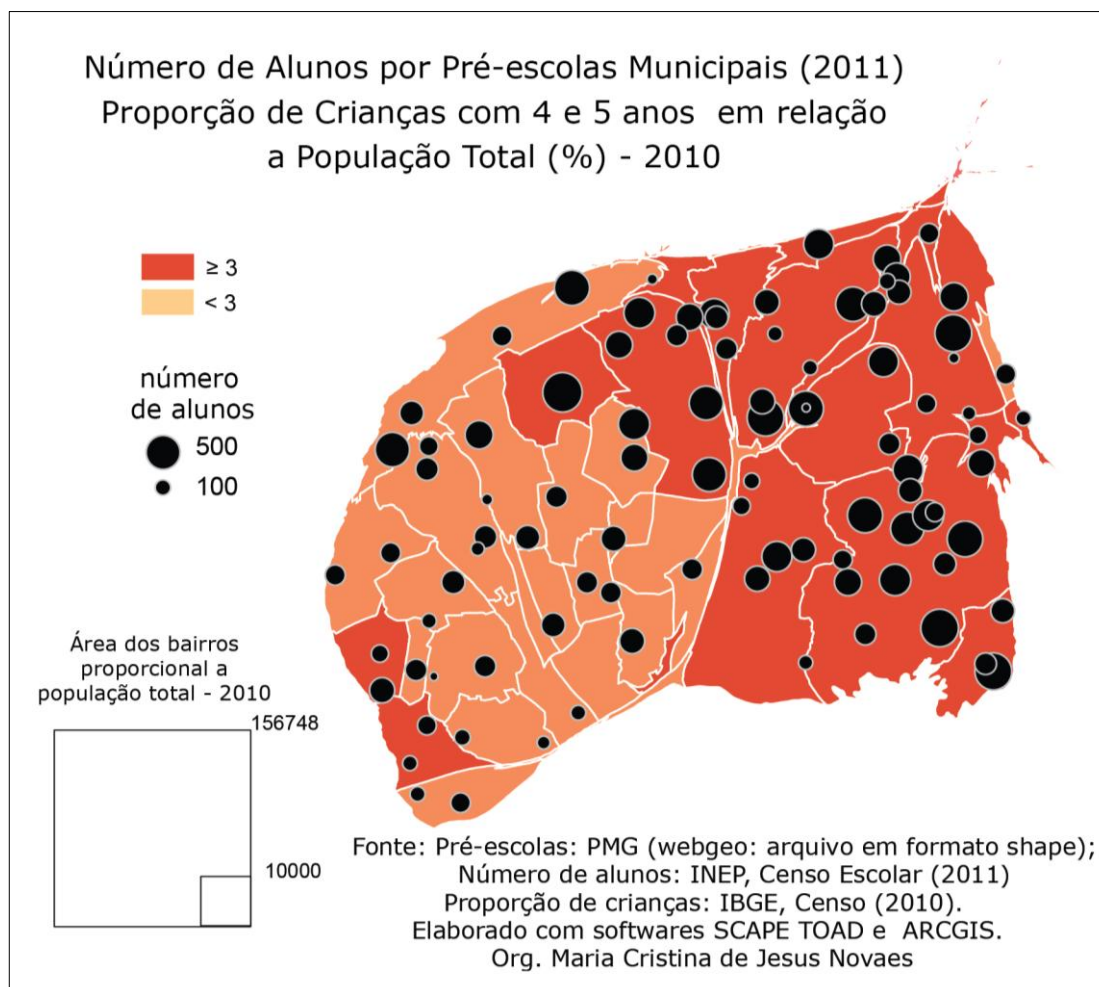 Número de Alunos por Pré-escolas Municipais (2011)
Proporção de Crianças com 4 e 5 anos em relação
a População Total (%) - 2010
≥ 3
< 3
número
de alunos
500
100
Área dos bairros
proporcional a
população total - 2010
156748
10000
Fonte: Pré-escolas: PMG (webgeo: arquivo em formato shape);
Número de alunos: INEP, Censo Escolar (2011)
Proporção de crianças: IBGE, Censo (2010).
Elaborado com softwares SCAPE TOAD e ARCGIS.
Org. Maria Cristina de Jesus Novaes